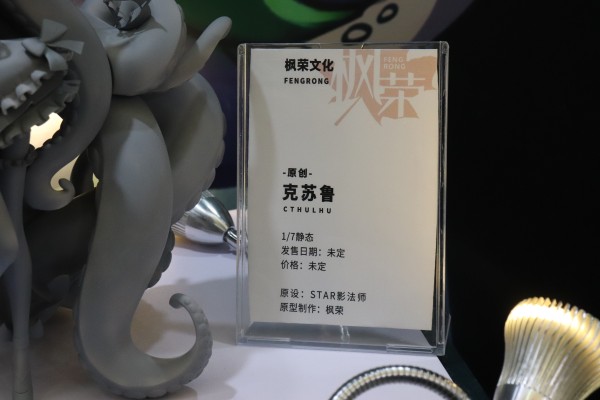 枫荣文化
FENGRONG
枫荣
FENG
RONG
-原创-
克苏鲁
CTHULHU
1/7静态
发售日期：未定
价格：未定
原设：STAR影法师
原型制作：枫荣